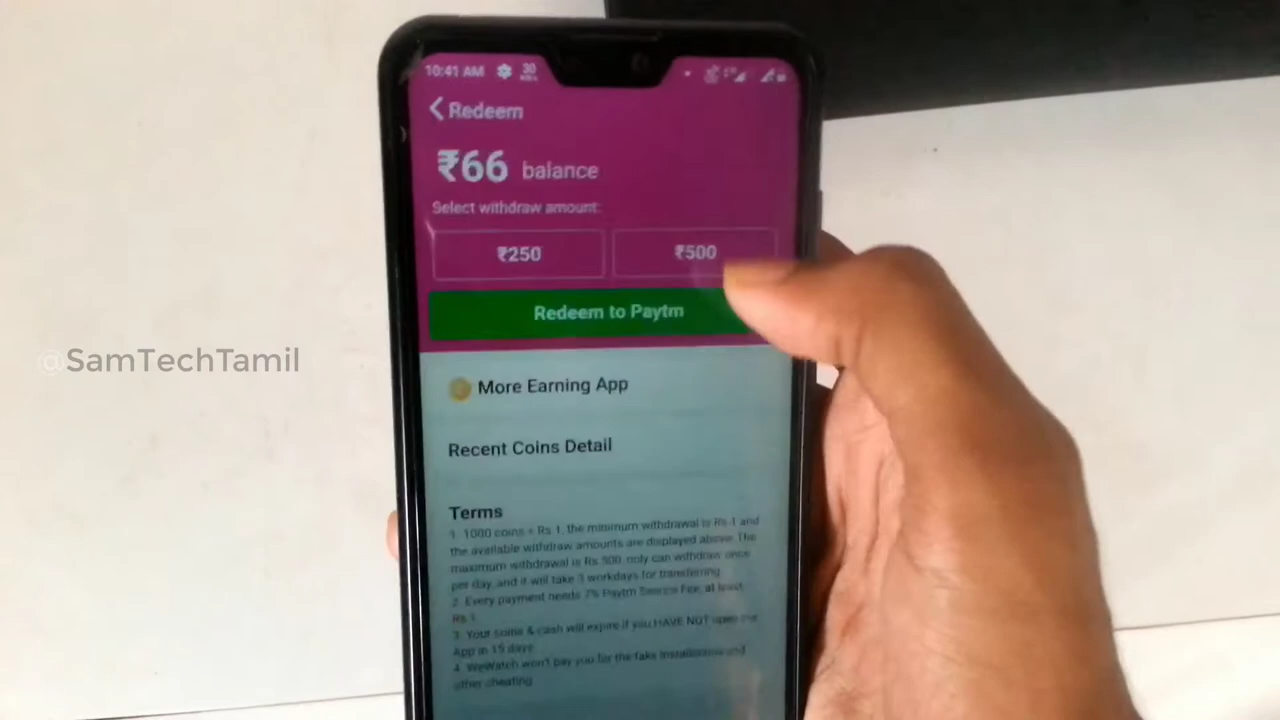 10:41 AM 30
Redeem
₹66 balance
Select withdraw amount:
₹250 ₹500
Redeem to Paytm
@SamTechTamil
More Earning App
Recent Coins Detail
Terms
1. 1000 coins = Rs 1, the minimum withdrawal is Rs 1 and
the available withdraw amounts are displayed above. The
maximum withdrawal is Rs 500, only can withdraw once
per day, and it will take 3 workdays for transferring.
2. Every payment needs 2% Paytm Service Fee, at least
Rs 1.
3. Your coins & cash will expire if you HAVE NOT open the
App in 15 days.
4. WeWatch won't pay you for the fake installations and
other cheating.